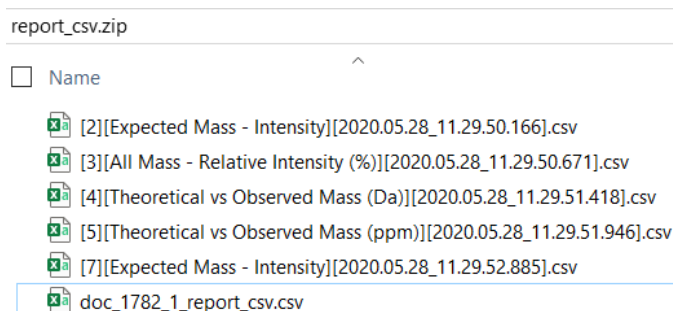 report_csv.zip
Name
[2][Expected Mass - Intensity][2020.05.28_11.29.50.166].csv
[3][All Mass - Relative Intensity (%)][2020.05.28_11.29.50.671].csv
[4][Theoretical vs Observed Mass (Da)][2020.05.28_11.29.51.418].csv
[5][Theoretical vs Observed Mass (ppm)][2020.05.28_11.29.51.946].csv
[7][Expected Mass - Intensity][2020.05.28_11.29.52.885].csv
doc_1782_1_report_csv.csv